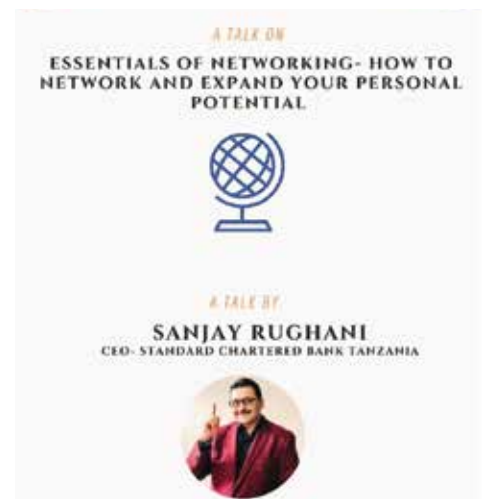 A TALK ON
ESSENTIALS OF NETWORKING- HOW TO
NETWORK AND EXPAND YOUR PERSONAL
POTENTIAL
A TALK BY
SANJAY RUGHANI
CEO- STANDARD CHARTERED BANK TANZANIA